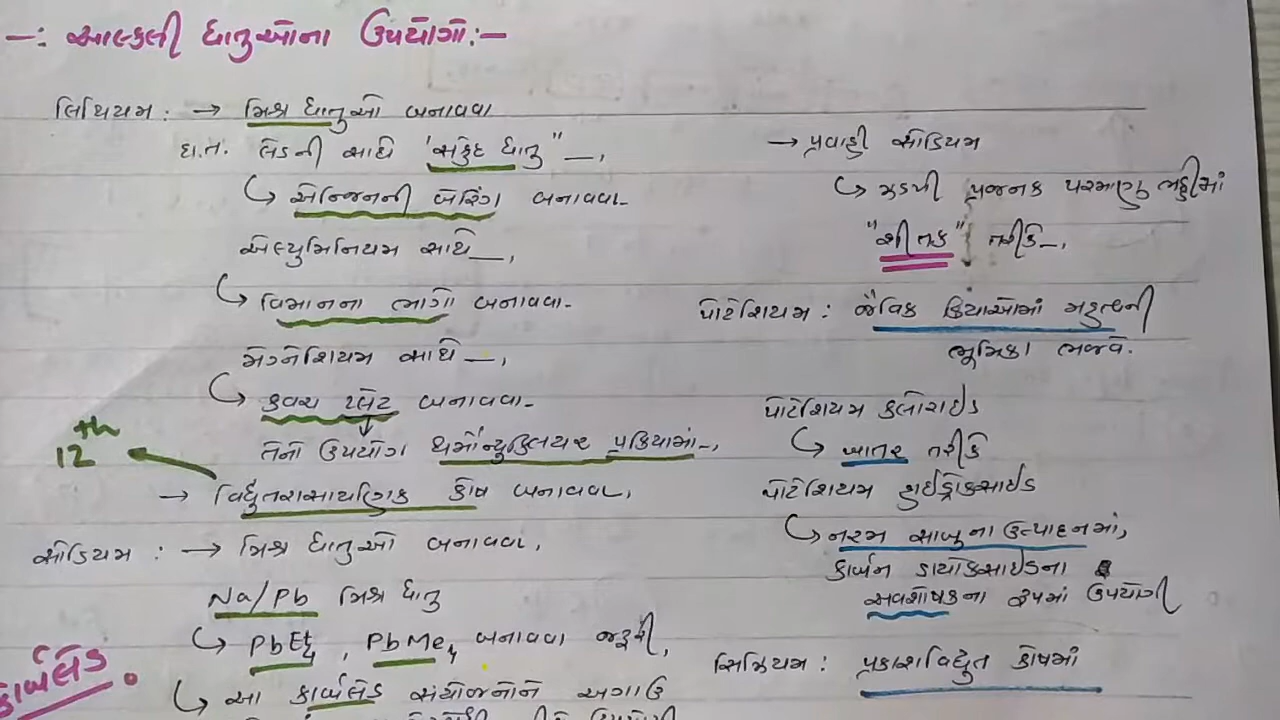 -: આલ્કલી ધાતુઓના ઉપયોગો:-
લિથિયમ: → મિશ્ર ધાતુઓ બનાવવા
દા.ત. લેડની સાથે 'સફેદ ધાતુ" —,
↳ એન્જિનની બેરિંગ બનાવવા-
એલ્યુમિનિયમ સાથે —,
↳ વિમાનના ભાગો બનાવવા-
મેગ્નેશિયમ સાથે —,
↳ કવચ પ્લેટ બનાવવા-
તેનો ઉપયોગ થર્મોન્યુક્લિયર પ્રક્રિયામાં-,
12th
→ વિદ્યુતરાસાયણિક કોષ બનાવવા,
સોડિયમ: → મિશ્ર ધાતુઓ બનાવવા,
Na/Pb મિશ્ર ધાતુ
↳ PbEt4, PbMe4 બનાવવા જરૂરી,
↳ આ કાર્બલેડ સંયોજનોને અગાઉ
કાર્બલેડ
→ પ્રવાહી સોડિયમ
↳ ઝડપી પ્રજનક પરમાણુ ભઠ્ઠીમાં
"શીતક" તરીકે-,
પોટેશિયમ: જૈવિક ક્રિયાઓમાં મહત્વની
ભૂમિકા ભજવે.
પોટેશિયમ ક્લોરાઇડ
↳ ખાતર તરીકે
પોટેશિયમ હાઇડ્રોક્સાઇડ
↳ નરમ સાબુના ઉત્પાદનમાં,
કાર્બન ડાયોક્સાઇડના
અવશોષકના રૂપમાં ઉપયોગી
સિઝિયમ: પ્રકાશવિદ્યુત કોષમાં